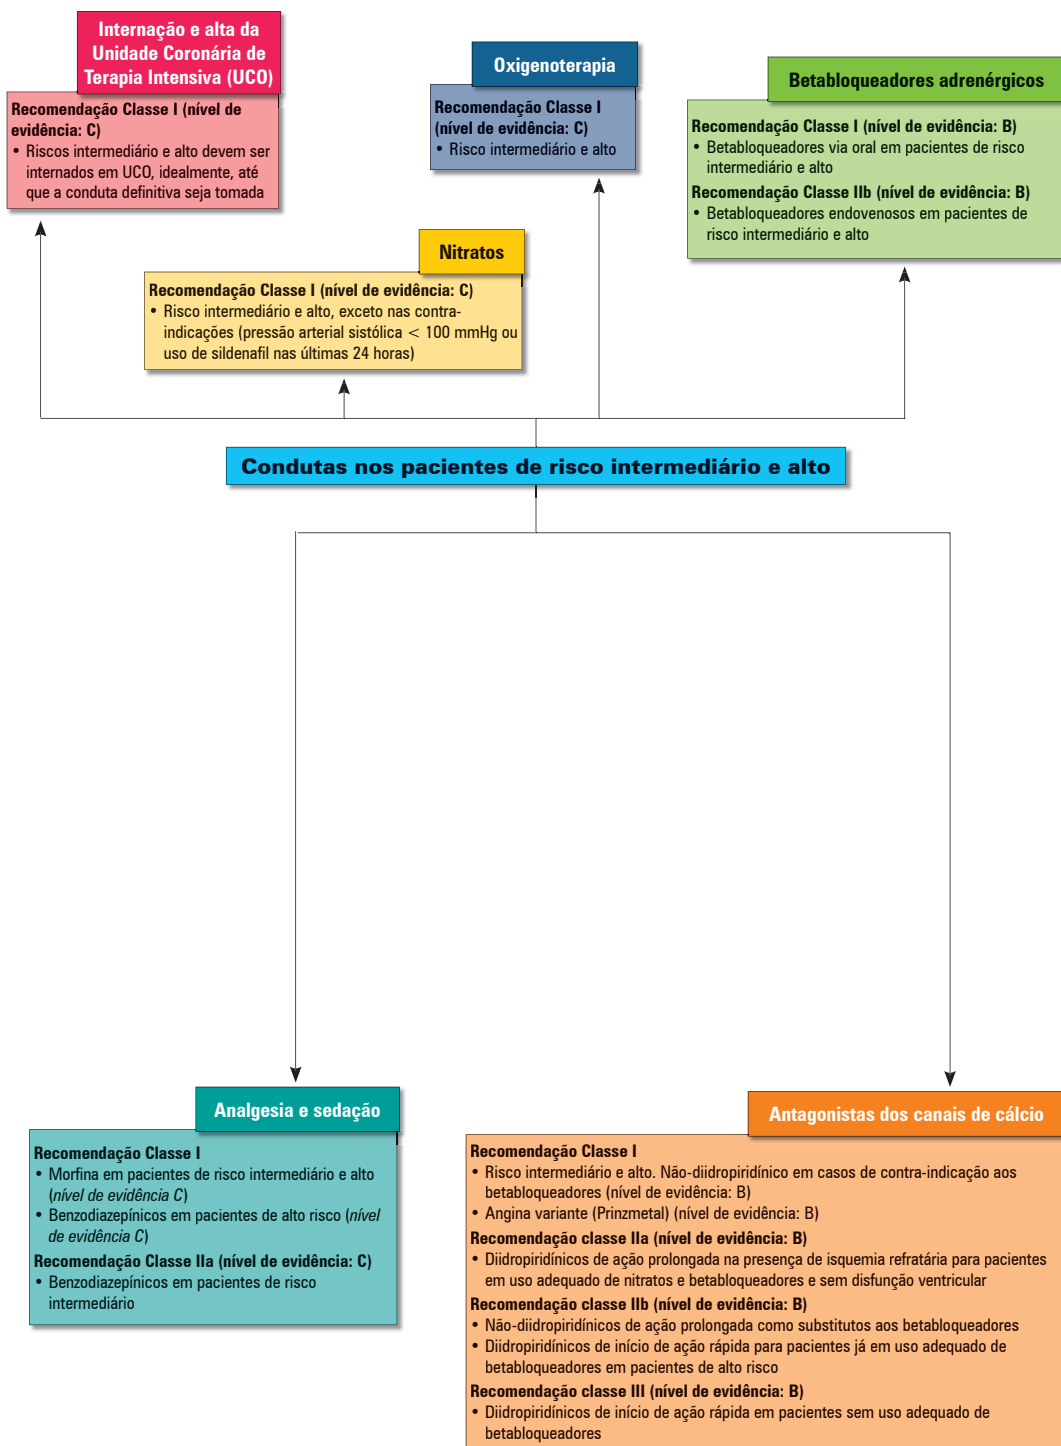 Internação e alta da
Unidade Coronária de
Terapia Intensiva (UCO)
Recomendação Classe I (nível de
evidência: C)
• Riscos intermediário e alto devem ser
internados em UCO, idealmente, até
que a conduta definitiva seja tomada
Oxigenoterapia
Recomendação Classe I
(nível de evidência: C)
• Risco intermediário e alto
Betabloqueadores adrenérgicos
Recomendação Classe I (nível de evidência: B)
• Betabloqueadores via oral em pacientes de risco
intermediário e alto
Recomendação Classe IIb (nível de evidência: B)
• Betabloqueadores endovenosos em pacientes de
risco intermediário e alto
Nitratos
Recomendação Classe I (nível de evidência: C)
• Risco intermediário e alto, exceto nas contra-
indicações (pressão arterial sistólica < 100 mmHg ou
uso de sildenafil nas últimas 24 horas)
Condutas nos pacientes de risco intermediário e alto
Analgesia e sedação
Recomendação Classe I
• Morfina em pacientes de risco intermediário e alto
(nível de evidência C)
• Benzodiazepínicos em pacientes de alto risco (nível
de evidência C)
Recomendação Classe IIa (nível de evidência: C)
• Benzodiazepínicos em pacientes de risco
intermediário
Antagonistas dos canais de cálcio
Recomendação Classe I
• Risco intermediário e alto. Não-diidropiridínico em casos de contra-indicação aos
betabloqueadores (nível de evidência: B)
• Angina variante (Prinzmetal) (nível de evidência: B)
Recomendação classe IIa (nível de evidência: B)
• Diidropiridínicos de ação prolongada na presença de isquemia refratária para pacientes
em uso adequado de nitratos e betabloqueadores e sem disfunção ventricular
Recomendação classe IIb (nível de evidência: B)
• Não-diidropiridínicos de ação prolongada como substitutos aos betabloqueadores
• Diidropiridínicos de início de ação rápida para pacientes já em uso adequado de
betabloqueadores em pacientes de alto risco
Recomendação classe III (nível de evidência: B)
• Diidropiridínicos de início de ação rápida em pacientes sem uso adequado de
betabloqueadores